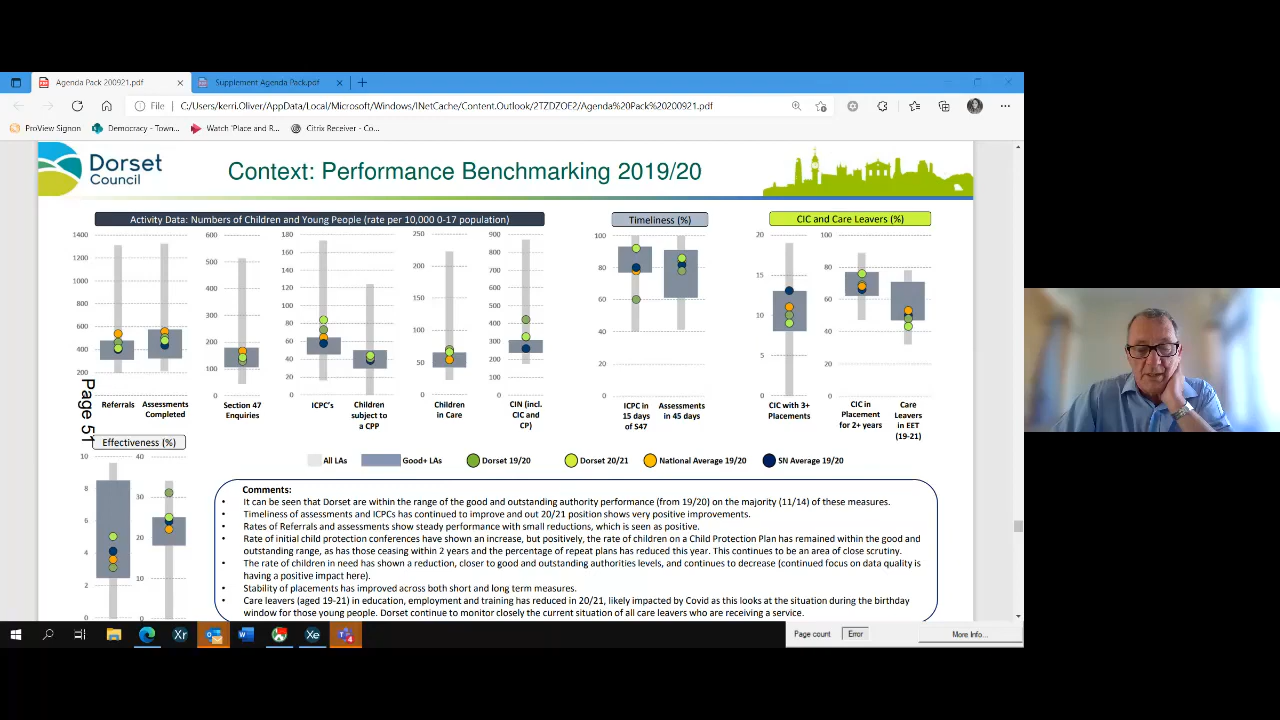 Agenda Pack 200921.pdf
Supplement Agenda Pack.pdf
File
C:/Users/kerri.Oliver/AppData/Local/Microsoft/Windows/INetCache/Content.Outlook/2TZDZOE2/Agenda%20Pack%20200921.pdf
ProView Signon
Democracy - Town...
Watch 'Place and R...
Citrix Receiver - Co...
Dorset
Council
Context: Performance Benchmarking 2019/20
Activity Data: Numbers of Children and Young People (rate per 10,000 0-17 population)
Timeliness (%)
CIC and Care Leavers (%)
1400
1200
1000
800
600
400
200
600
500
400
300
200
100
0
180
160
140
120
100
80
60
40
20
0
250
200
150
100
50
0
900
800
700
600
500
400
300
200
100
0
100
80
60
40
20
0
20
15
10
5
0
100
80
60
40
20
0
Referrals
Assessments
Completed
Section 47
Enquiries
ICPC's
Children
subject to
a CPP
Children
in Care
CIN (incl.
CIC and
CP)
ICPC in
15 days
of S47
Assessments
in 45 days
CIC with 3+
Placements
CIC in
Placement
for 2+ years
Care
Leavers
in EET
(19-21)
Page 51
Effectiveness (%)
10
8
6
4
2
0
40
30
20
10
0
All LAs
Good+ LAs
Dorset 19/20
Dorset 20/21
National Average 19/20
SN Average 19/20
Comments:
• It can be seen that Dorset are within the range of the good and outstanding authority performance (from 19/20) on the majority (11/14) of these measures.
• Timeliness of assessments and ICPCs has continued to improve and out 20/21 position shows very positive improvements.
• Rates of Referrals and assessments show steady performance with small reductions, which is seen as positive.
• Rate of initial child protection conferences have shown an increase, but positively, the rate of children on a Child Protection Plan has remained within the good and
outstanding range, as has those ceasing within 2 years and the percentage of repeat plans has reduced this year. This continues to be an area of close scrutiny.
• The rate of children in need has shown a reduction, closer to good and outstanding authorities levels, and continues to decrease (continued focus on data quality is
having a positive impact here).
• Stability of placements has improved across both short and long term measures.
• Care leavers (aged 19-21) in education, employment and training has reduced in 20/21, likely impacted by Covid as this looks at the situation during the birthday
window for those young people. Dorset continue to monitor closely the current situation of all care leavers who are receiving a service.
Page count
Error
More Info...